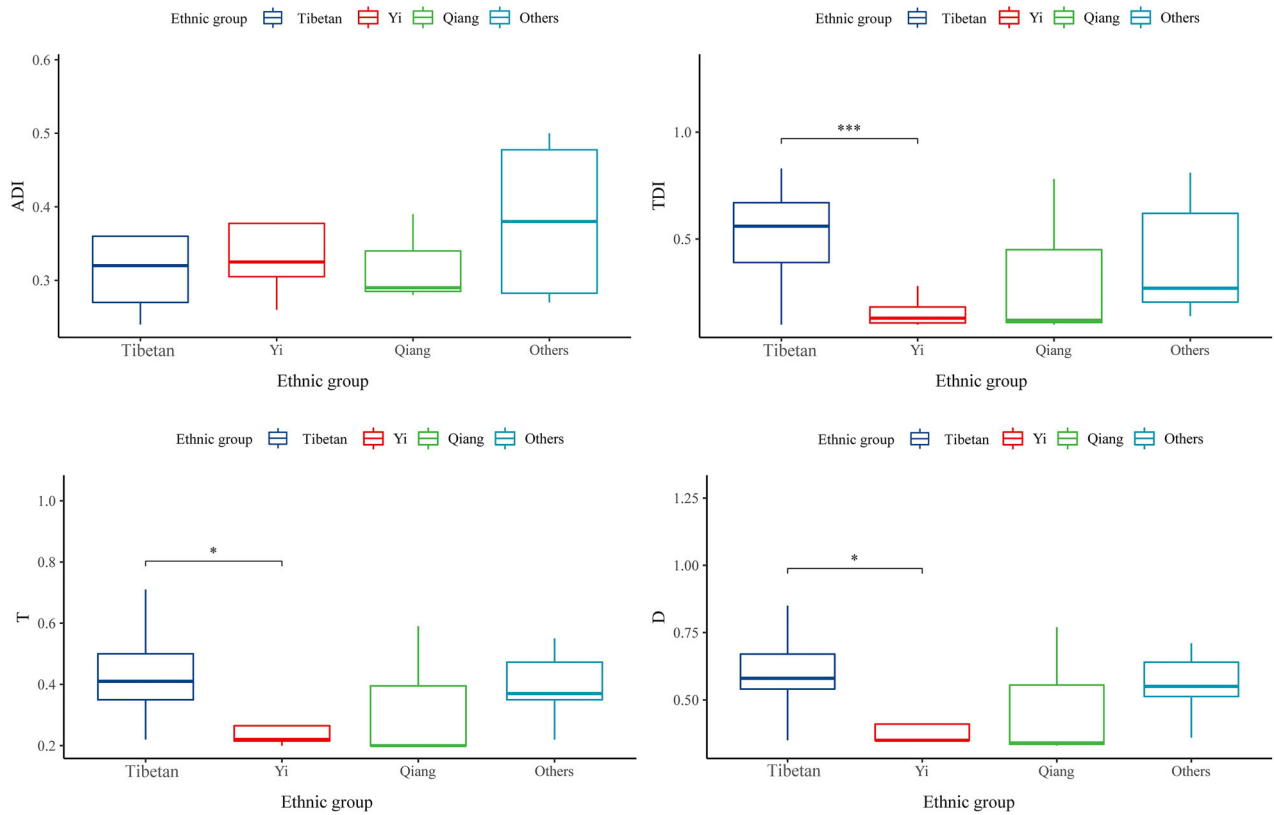 Ethnic group Tibetan Yi Qiang Others
ADI
0.6
0.5
0.4
0.3
Tibetan Yi Qiang Others
Ethnic group
Ethnic group Tibetan Yi Qiang Others
TDI
1.0
0.5
***
Tibetan Yi Qiang Others
Ethnic group
Ethnic group Tibetan Yi Qiang Others
T
1.0
0.8
0.6
0.4
0.2
*
Tibetan Yi Qiang Others
Ethnic group
Ethnic group Tibetan Yi Qiang Others
D
1.25
1.00
0.75
0.50
*
Tibetan Yi Qiang Others
Ethnic group